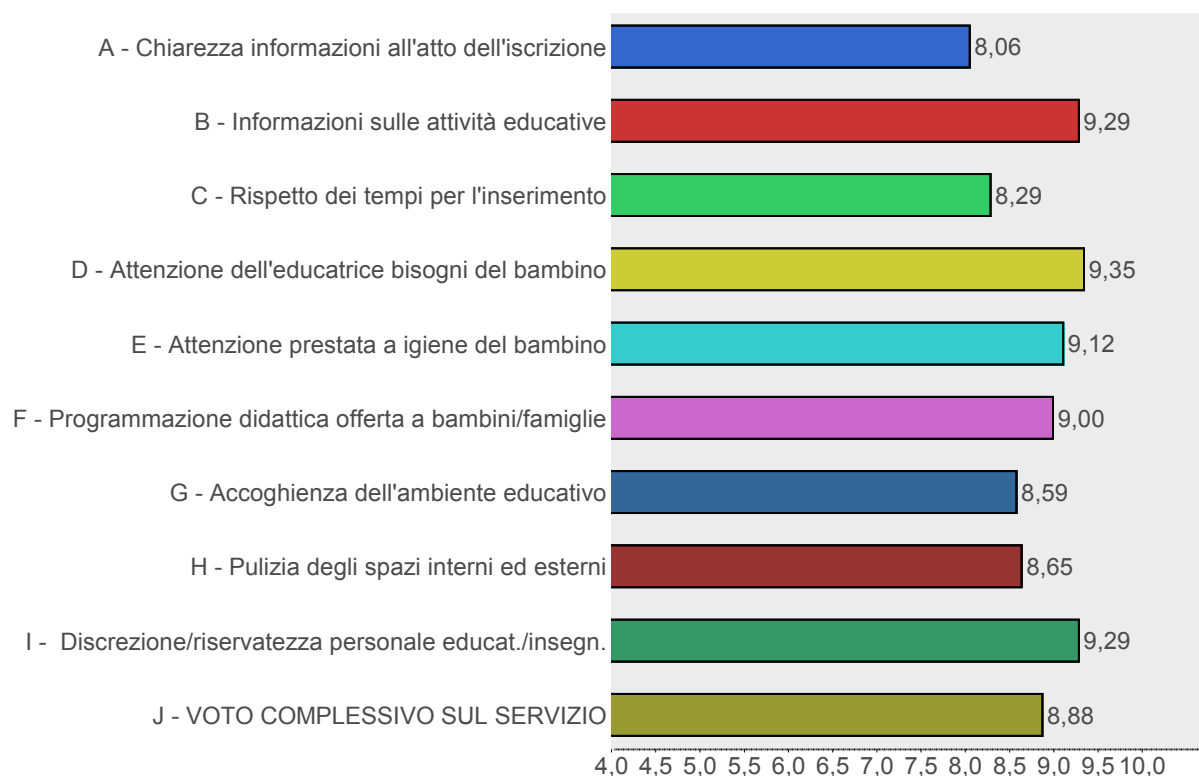 A - Chiarezza informazioni all'atto dell'iscrizione 8,06
B - Informazioni sulle attività educative 9,29
C - Rispetto dei tempi per l'inserimento 8,29
D - Attenzione dell'educatrice bisogni del bambino 9,35
E - Attenzione prestata a igiene del bambino 9,12
F - Programmazione didattica offerta a bambini/famiglie 9,00
G - Accoghienza dell'ambiente educativo 8,59
H - Pulizia degli spazi interni ed esterni 8,65
I -  Discrezione/riservatezza personale educat./insegn. 9,29
J - VOTO COMPLESSIVO SUL SERVIZIO 8,88
4,0 4,5 5,0 5,5 6,0 6,5 7,0 7,5 8,0 8,5 9,0 9,5 10,0